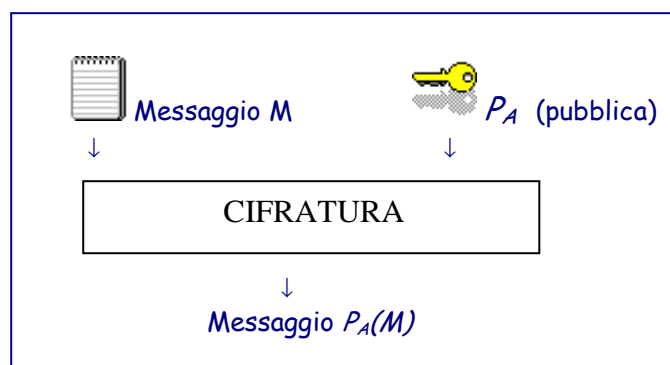 Messaggio M P_A (pubblica)
↓ ↓
CIFRATURA
↓
Messaggio P_A(M)